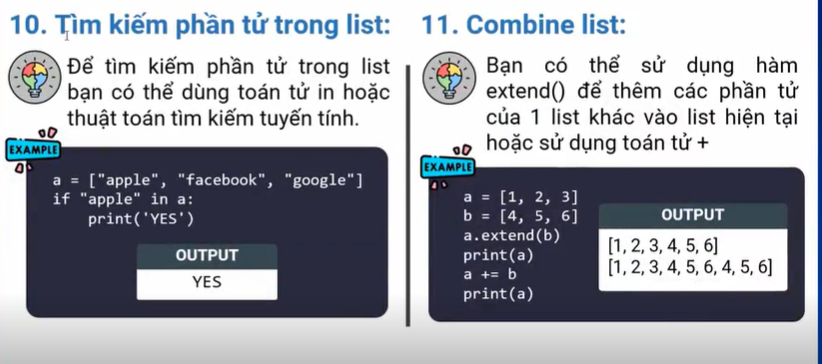 10. Tìm kiếm phần tử trong list:
Để tìm kiếm phần tử trong list
bạn có thể dùng toán tử in hoặc
thuật toán tìm kiếm tuyến tính.
EXAMPLE
a = ["apple", "facebook", "google"]
if "apple" in a:
    print('YES')
OUTPUT
YES
11. Combine list:
Bạn có thể sử dụng hàm
extend() để thêm các phần tử
của 1 list khác vào list hiện tại
hoặc sử dụng toán tử +
EXAMPLE
a = [1, 2, 3]
b = [4, 5, 6]
a.extend(b)
print(a)
a += b
print(a)
OUTPUT
[1, 2, 3, 4, 5, 6]
[1, 2, 3, 4, 5, 6, 4, 5, 6]